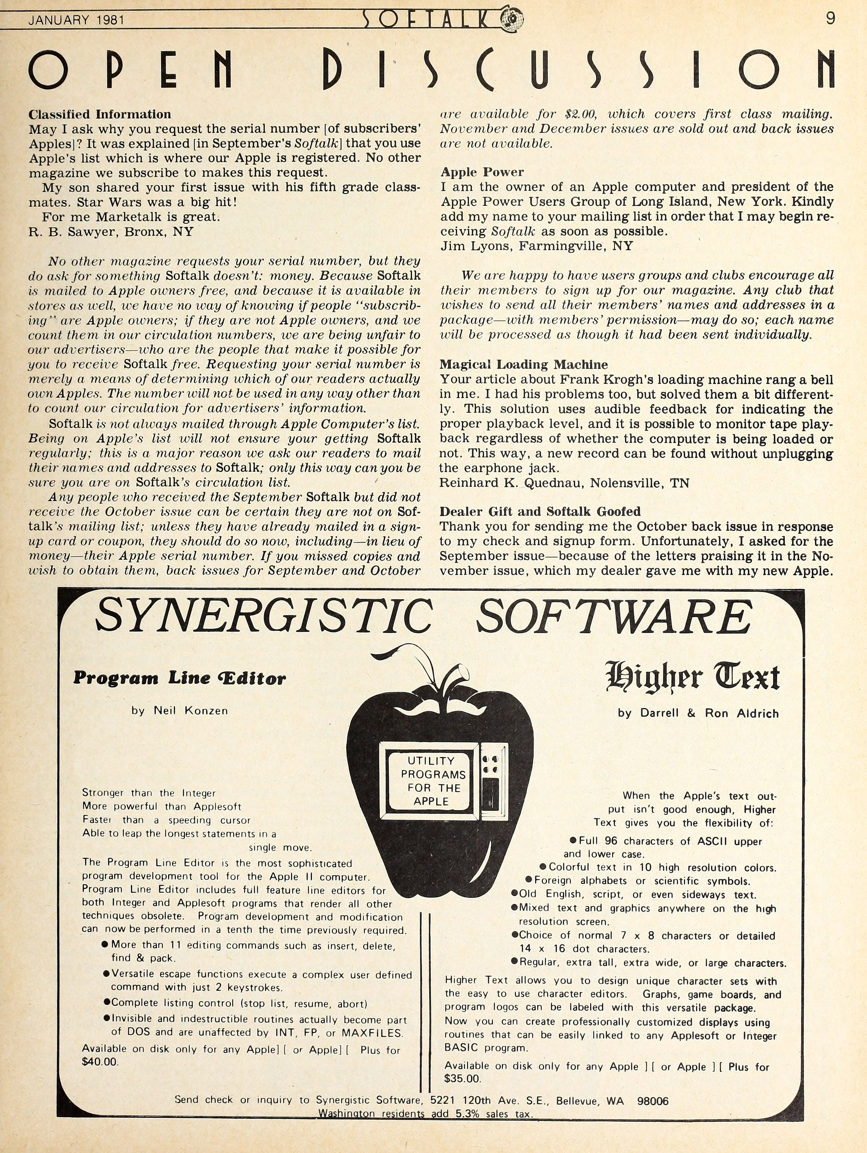 JANUARY 1981
SOFTALK
9
OPEN DISCUSSION
Classified Information
May I ask why you request the serial number [of subscribers'
Apples]? It was explained [in September's Softalk] that you use
Apple's list which is where our Apple is registered. No other
magazine we subscribe to makes this request.
My son shared your first issue with his fifth grade class-
mates. Star Wars was a big hit!
For me Marketalk is great.
R. B. Sawyer, Bronx, NY
No other magazine requests your serial number, but they
do ask for something Softalk doesn't: money. Because Softalk
is mailed to Apple owners free, and because it is available in
stores as well, we have no way of knowing if people "subscrib-
ing" are Apple owners; if they are not Apple owners, and we
count them in our circulation numbers, we are being unfair to
our advertisers—who are the people that make it possible for
you to receive Softalk free. Requesting your serial number is
merely a means of determining which of our readers actually
own Apples. The number will not be used in any way other than
to count our circulation for advertisers' information.
Softalk is not always mailed through Apple Computer's list.
Being on Apple's list will not ensure your getting Softalk
regularly; this is a major reason we ask our readers to mail
their names and addresses to Softalk; only this way can you be
sure you are on Softalk's circulation list.
Any people who received the September Softalk but did not
receive the October issue can be certain they are not on Sof-
talk's mailing list; unless they have already mailed in a sign-
up card or coupon, they should do so now, including—in lieu of
money—their Apple serial number. If you missed copies and
wish to obtain them, back issues for September and October
are available for $2.00, which covers first class mailing.
November and December issues are sold out and back issues
are not available.
Apple Power
I am the owner of an Apple computer and president of the
Apple Power Users Group of Long Island, New York. Kindly
add my name to your mailing list in order that I may begin re-
ceiving Softalk as soon as possible.
Jim Lyons, Farmingville, NY
We are happy to have users groups and clubs encourage all
their members to sign up for our magazine. Any club that
wishes to send all their members' names and addresses in a
package—with members' permission—may do so; each name
will be processed as though it had been sent individually.
Magical Loading Machine
Your article about Frank Krogh's loading machine rang a bell
in me. I had his problems too, but solved them a bit different-
ly. This solution uses audible feedback for indicating the
proper playback level, and it is possible to monitor tape play-
back regardless of whether the computer is being loaded or
not. This way, a new record can be found without unplugging
the earphone jack.
Reinhard K. Quednau, Nolensville, TN
Dealer Gift and Softalk Goofed
Thank you for sending me the October back issue in response
to my check and signup form. Unfortunately, I asked for the
September issue—because of the letters praising it in the No-
vember issue, which my dealer gave me with my new Apple.
SYNERGISTIC SOFTWARE
Program Line Editor
by Neil Konzen
Stronger than the Integer
More powerful than Applesoft
Faster than a speeding cursor
Able to leap the longest statements in a
single move.
The Program Line Editor is the most sophisticated
program development tool for the Apple II computer.
Program Line Editor includes full feature line editors for
both Integer and Applesoft programs that render all other
techniques obsolete. Program development and modification
can now be performed in a tenth the time previously required.
●More than 11 editing commands such as insert, delete,
find & pack.
●Versatile escape functions execute a complex user defined
command with just 2 keystrokes.
●Complete listing control (stop list, resume, abort)
●Invisible and indestructible routines actually become part
of DOS and are unaffected by INT, FP, or MAXFILES.
Available on disk only for any Apple] [ or Apple] [ Plus for
$40.00.
UTILITY
PROGRAMS
FOR THE
APPLE
Higher Text
by Darrell & Ron Aldrich
When the Apple's text out-
put isn't good enough, Higher
Text gives you the flexibility of:
●Full 96 characters of ASCII upper
and lower case.
●Colorful text in 10 high resolution colors.
●Foreign alphabets or scientific symbols.
●Old English, script, or even sideways text.
●Mixed text and graphics anywhere on the high
resolution screen.
●Choice of normal 7 x 8 characters or detailed
14 x 16 dot characters.
●Regular, extra tall, extra wide, or large characters.
Higher Text allows you to design unique character sets with
the easy to use character editors. Graphs, game boards, and
program logos can be labeled with this versatile package.
Now you can create professionally customized displays using
routines that can be easily linked to any Applesoft or Integer
BASIC program.
Available on disk only for any Apple ] [ or Apple ] [ Plus for
$35.00.
Send check or inquiry to Synergistic Software, 5221 120th Ave. S.E., Bellevue, WA 98006
Washington residents add 5.3% sales tax.